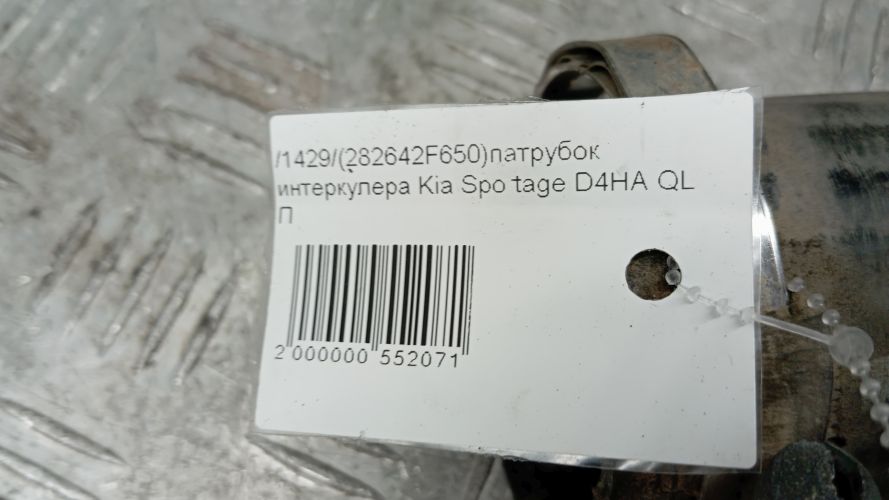 /1429/(282642F650)патрубок
интеркулера Kia Spo tage D4HA QL
П
2 000000 552071